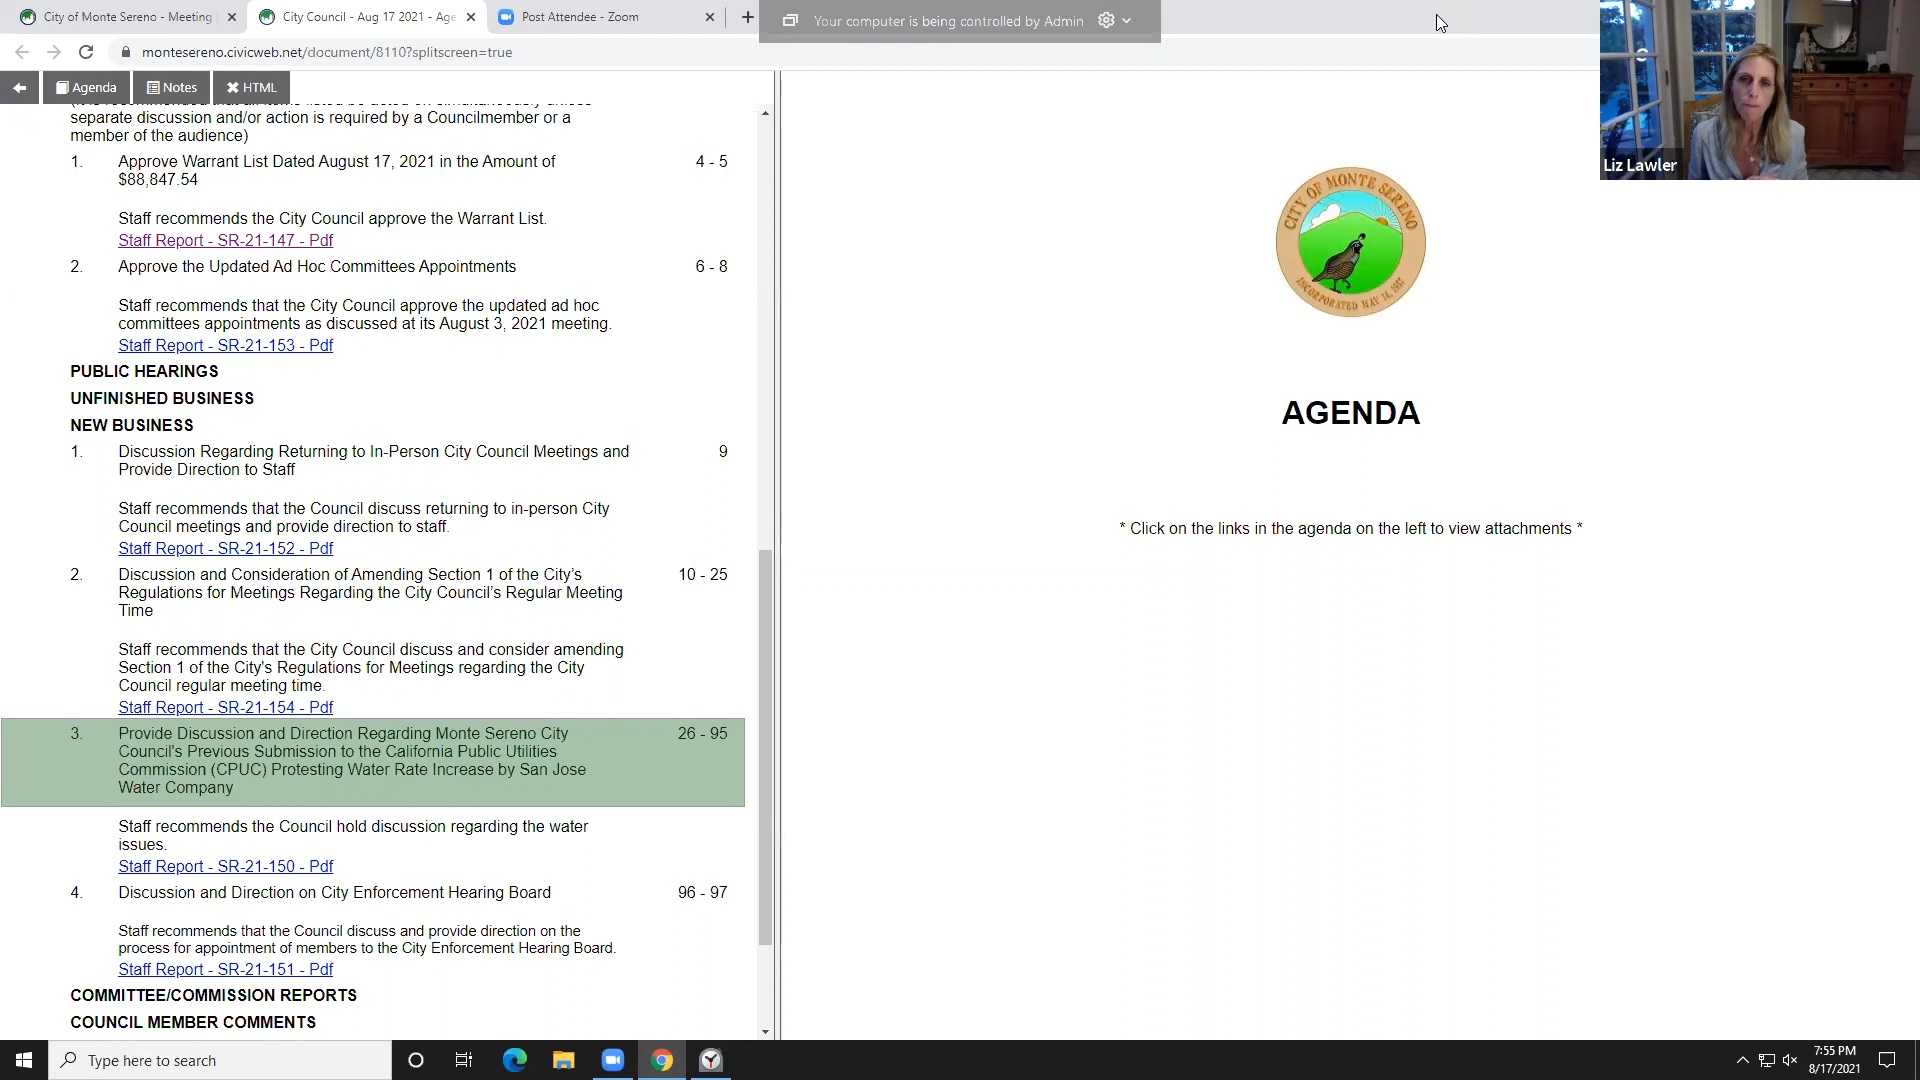 City of Monte Sereno - Meeting
City Council - Aug 17 2021 - Age
Post Attendee - Zoom
Your computer is being controlled by Admin
montesereno.civicweb.net/document/8110?splitscreen=true
Agenda
Notes
HTML
separate discussion and/or action is required by a Councilmember or a
member of the audience)
1. Approve Warrant List Dated August 17, 2021 in the Amount of 4 - 5
$88,847.54
Staff recommends the City Council approve the Warrant List.
Staff Report - SR-21-147 - Pdf
2. Approve the Updated Ad Hoc Committees Appointments 6 - 8
Staff recommends that the City Council approve the updated ad hoc
committees appointments as discussed at its August 3, 2021 meeting.
Staff Report - SR-21-153 - Pdf
PUBLIC HEARINGS
UNFINISHED BUSINESS
NEW BUSINESS
1. Discussion Regarding Returning to In-Person City Council Meetings and 9
Provide Direction to Staff
Staff recommends that the Council discuss returning to in-person City
Council meetings and provide direction to staff.
Staff Report - SR-21-152 - Pdf
2. Discussion and Consideration of Amending Section 1 of the City's 10 - 25
Regulations for Meetings Regarding the City Council's Regular Meeting
Time
Staff recommends that the City Council discuss and consider amending
Section 1 of the City's Regulations for Meetings regarding the City
Council regular meeting time.
Staff Report - SR-21-154 - Pdf
3. Provide Discussion and Direction Regarding Monte Sereno City 26 - 95
Council's Previous Submission to the California Public Utilities
Commission (CPUC) Protesting Water Rate Increase by San Jose
Water Company
Staff recommends the Council hold discussion regarding the water
issues.
Staff Report - SR-21-150 - Pdf
4. Discussion and Direction on City Enforcement Hearing Board 96 - 97
Staff recommends that the Council discuss and provide direction on the
process for appointment of members to the City Enforcement Hearing Board.
Staff Report - SR-21-151 - Pdf
COMMITTEE/COMMISSION REPORTS
COUNCIL MEMBER COMMENTS
CITY OF MONTE SERENO
INCORPORATED MAY 14, 1957
AGENDA
* Click on the links in the agenda on the left to view attachments *
Liz Lawler
Type here to search
7:55 PM
8/17/2021